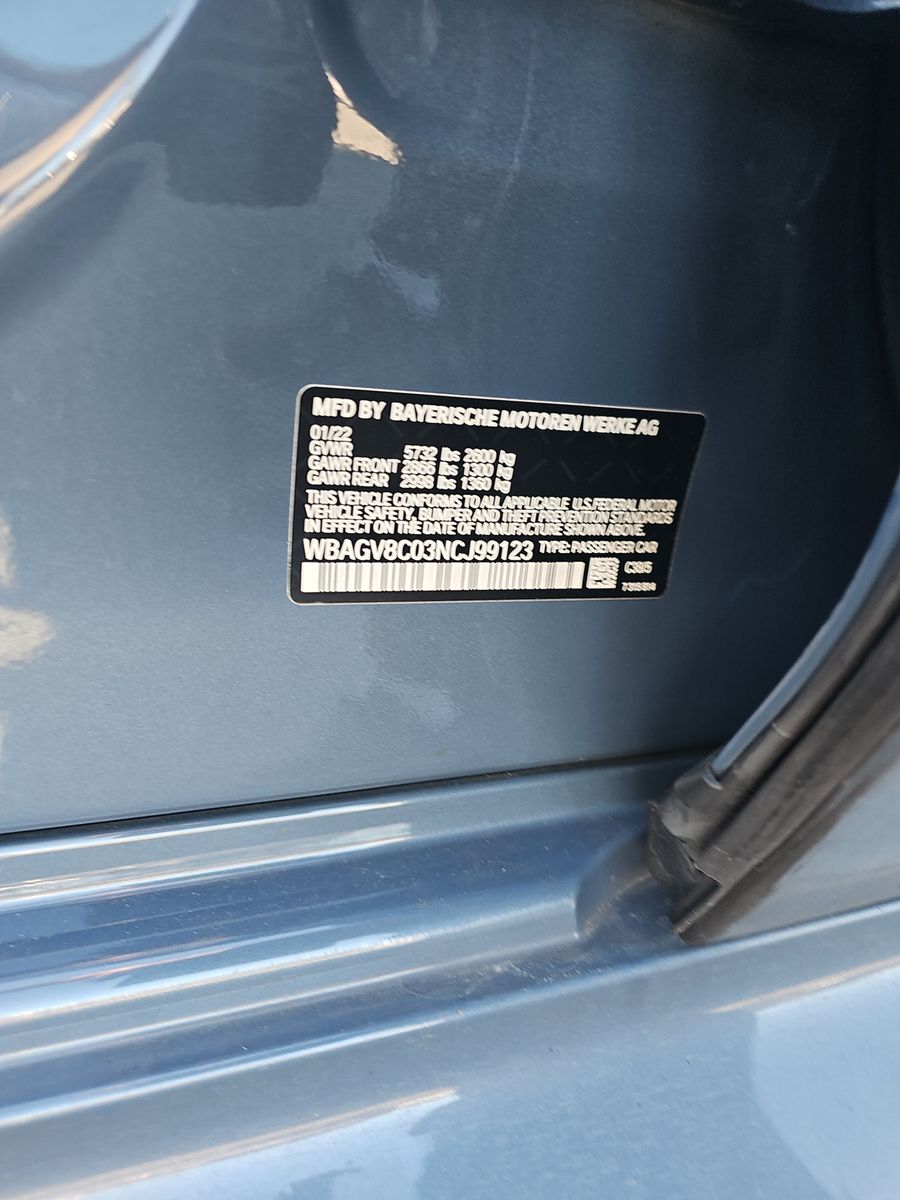 MFD BY BAYERISCHE MOTOREN WERKE AG
01/22
GVWR 5732 lbs 2600 kg
GAWR FRONT 2866 lbs 1300 kg
GAWR REAR 2998 lbs 1360 kg
THIS VEHICLE CONFORMS TO ALL APPLICABLE U.S. FEDERAL MOTOR
VEHICLE SAFETY, BUMPER AND THEFT PREVENTION STANDARDS
IN EFFECT ON THE DATE OF MANUFACTURE SHOWN ABOVE.
WBAGV8C03NCJ99123 TYPE: PASSENGER CAR